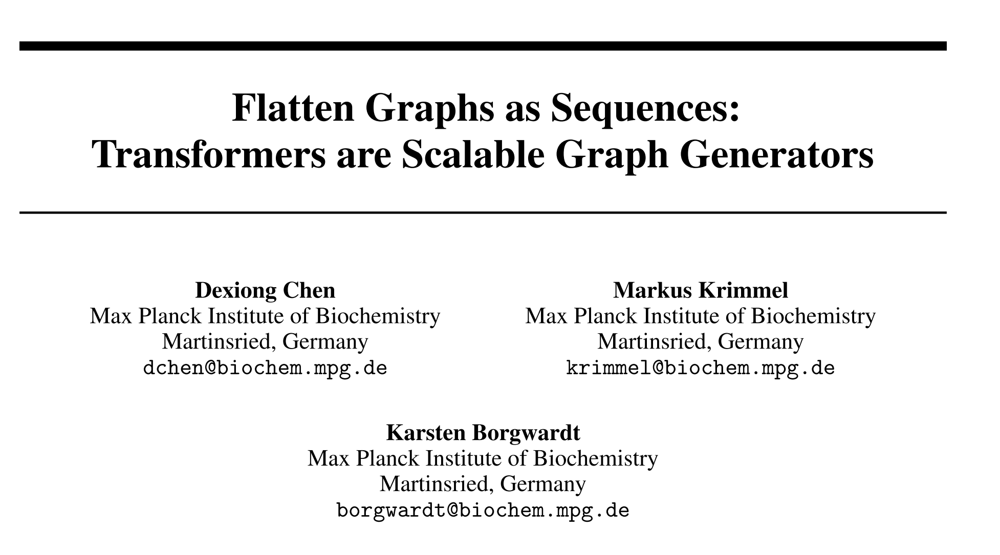 Flatten Graphs as Sequences:
Transformers are Scalable Graph Generators
Dexiong Chen
Max Planck Institute of Biochemistry
Martinsried, Germany
dchen@biochem.mpg.de
Markus Krimmel
Max Planck Institute of Biochemistry
Martinsried, Germany
krimmel@biochem.mpg.de
Karsten Borgwardt
Max Planck Institute of Biochemistry
Martinsried, Germany
borgwardt@biochem.mpg.de